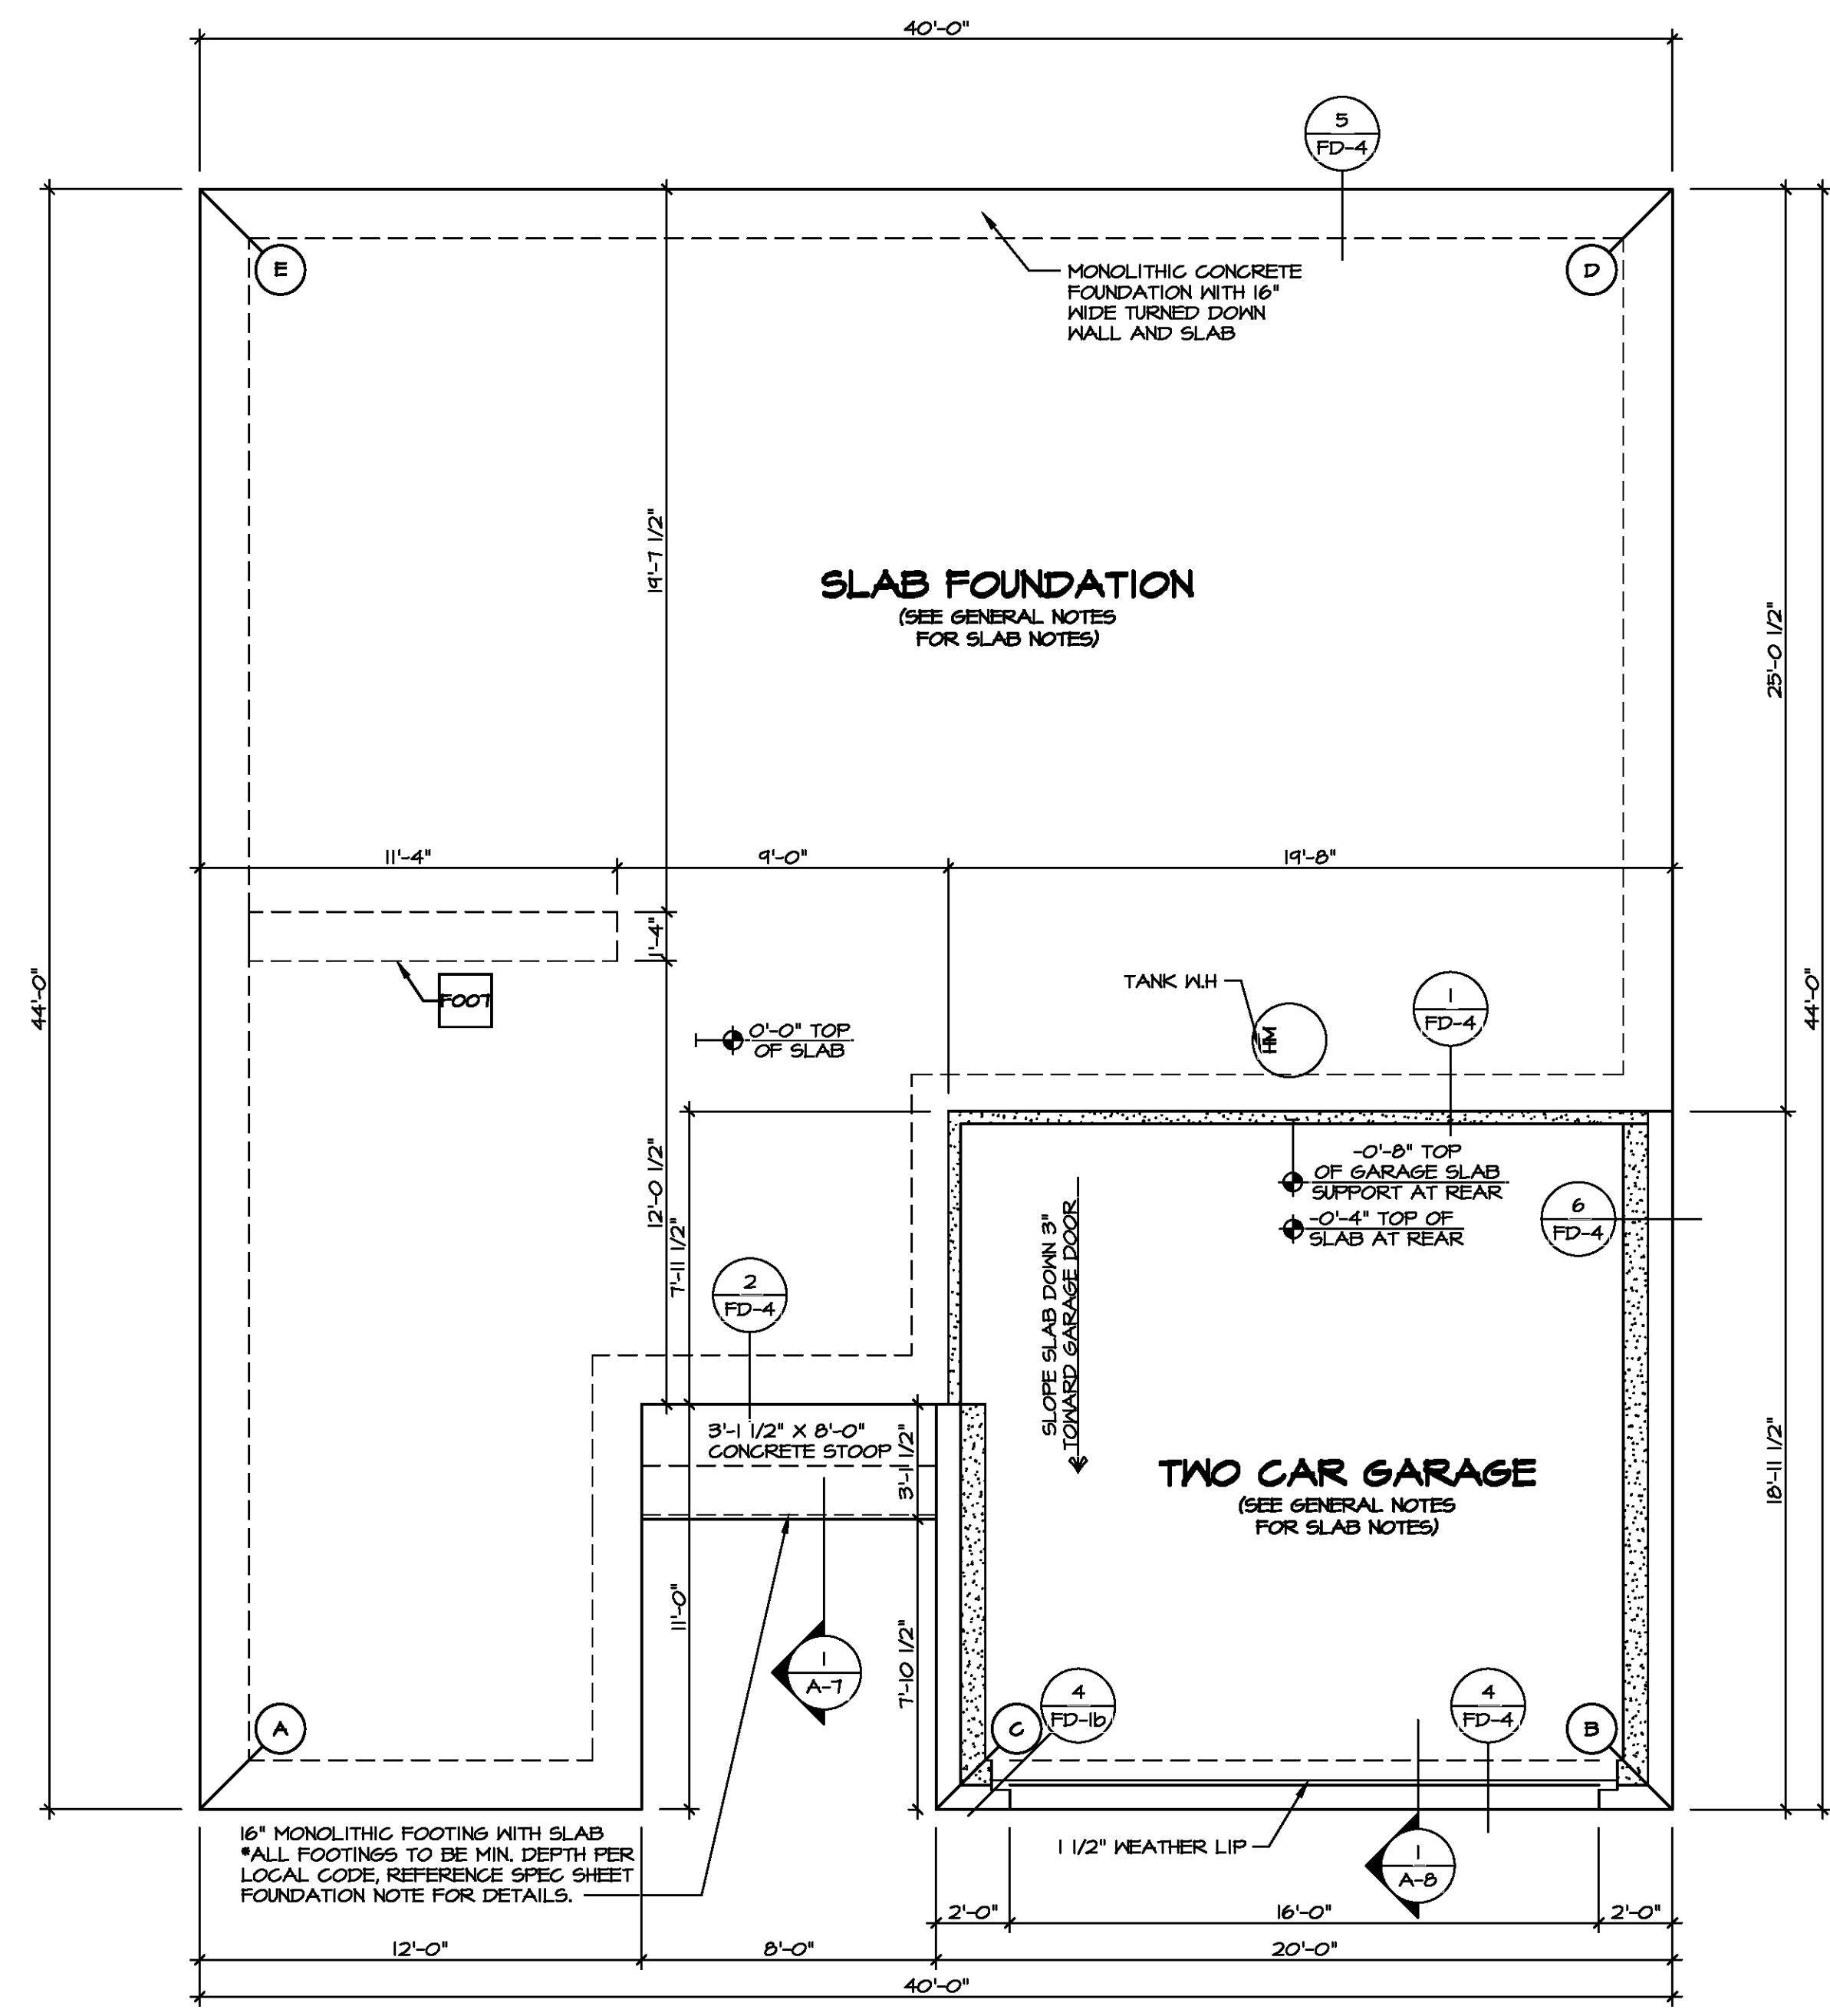 40'-0"
5
FD-4
E
D
MONOLITHIC CONCRETE
FOUNDATION WITH 16"
WIDE TURNED DOWN
WALL AND SLAB
19'-7 1/2"
SLAB FOUNDATION
(SEE GENERAL NOTES
FOR SLAB NOTES)
25'-0 1/2"
11'-4"
9'-0"
19'-8"
1'-4"
FOOT
44'-0"
44'-0"
TANK W.H
HM
1
FD-4
0'-0" TOP
OF SLAB
12'-0 1/2"
7'-11 1/2"
-0'-8" TOP
OF GARAGE SLAB
SUPPORT AT REAR
-0'-4" TOP OF
SLAB AT REAR
6
FD-4
SLOPE SLAB DOWN 3"
TOWARD GARAGE DOOR
2
FD-4
3'-1 1/2" X 8'-0"
CONCRETE STOOP
3'-1 1/2"
TWO CAR GARAGE
(SEE GENERAL NOTES
FOR SLAB NOTES)
18'-11 1/2"
11'-0"
7'-10 1/2"
1
A-7
A
C
4
FD-1b
4
FD-4
B
16" MONOLITHIC FOOTING WITH SLAB
*ALL FOOTINGS TO BE MIN. DEPTH PER
LOCAL CODE, REFERENCE SPEC SHEET
FOUNDATION NOTE FOR DETAILS.
1 1/2" WEATHER LIP
1
A-8
2'-0"
16'-0"
2'-0"
12'-0"
8'-0"
20'-0"
40'-0"